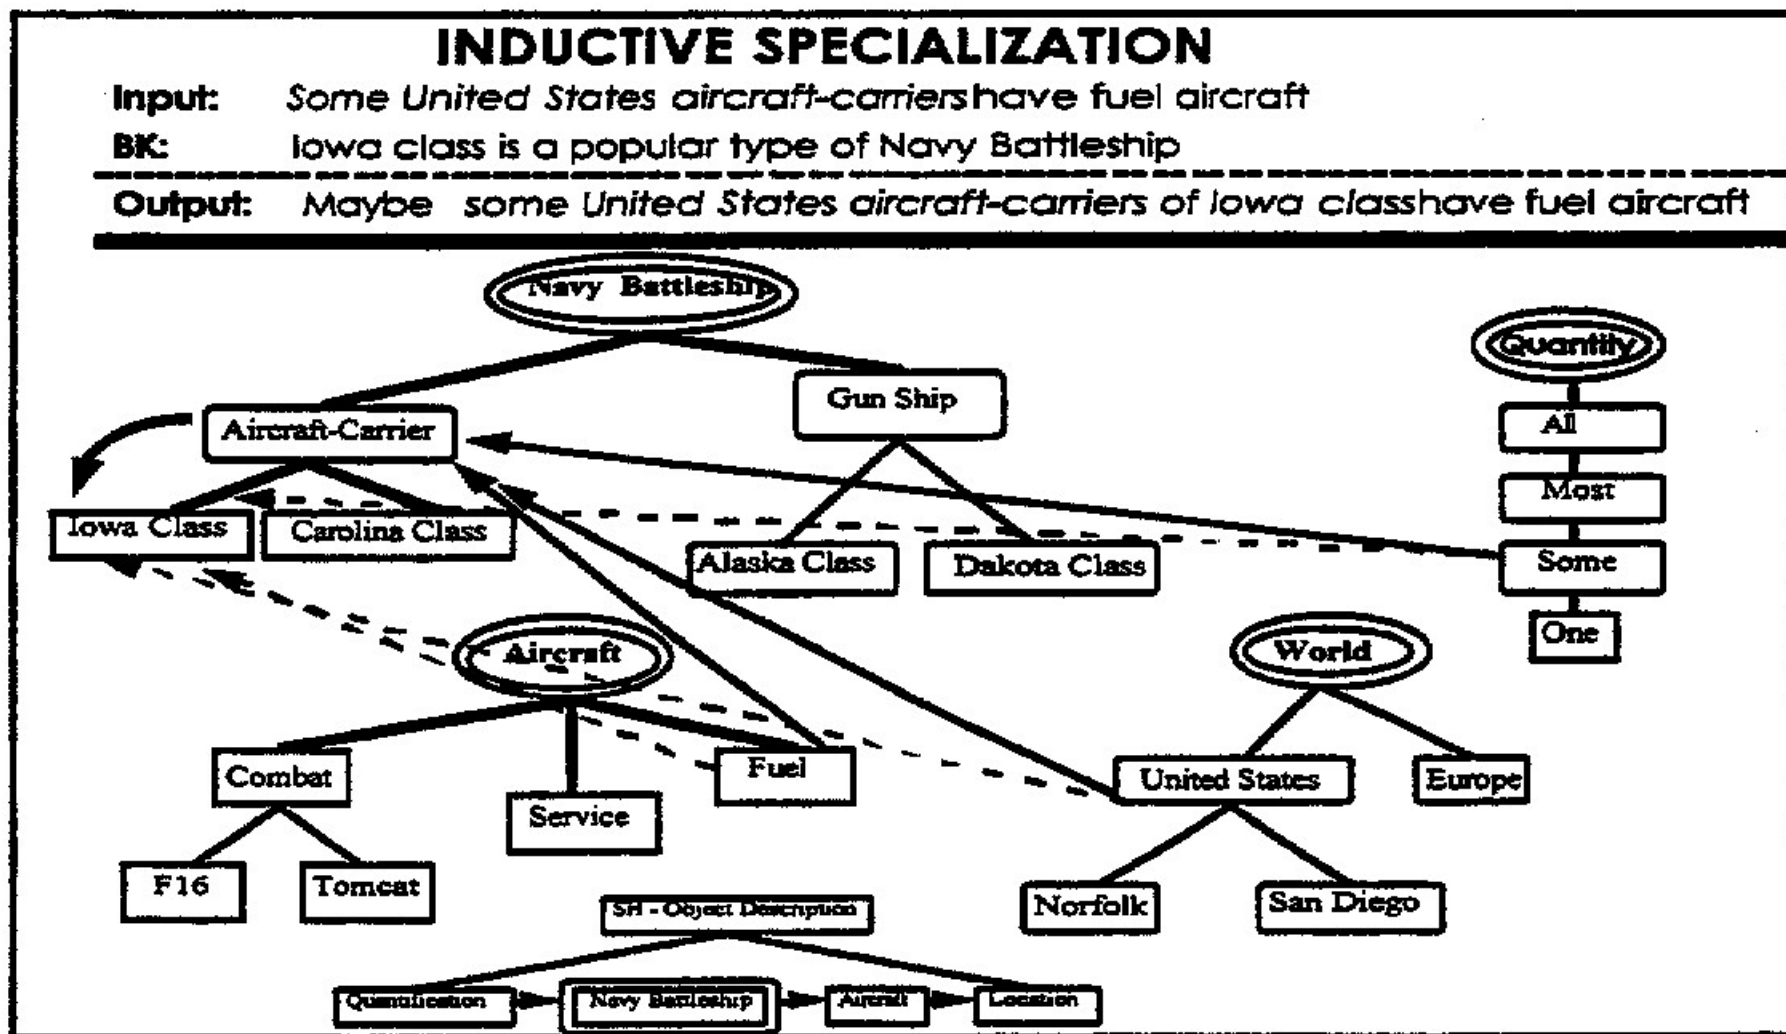 INDUCTIVE SPECIALIZATION
Input: Some United States aircraft-carriers have fuel aircraft
BK: Iowa class is a popular type of Navy Battleship
Output: Maybe some United States aircraft-carriers of Iowa class have fuel aircraft
Navy Battleship
Quantity
Gun Ship
All
Aircraft-Carrier
Most
Iowa Class
Carolina Class
Alaska Class
Dakota Class
Some
One
Aircraft
World
Combat
Fuel
United States
Europe
Service
F16
Tomcat
Norfolk
San Diego
SH - Object Description
Quantification
Navy Battleship
Aircraft
Location